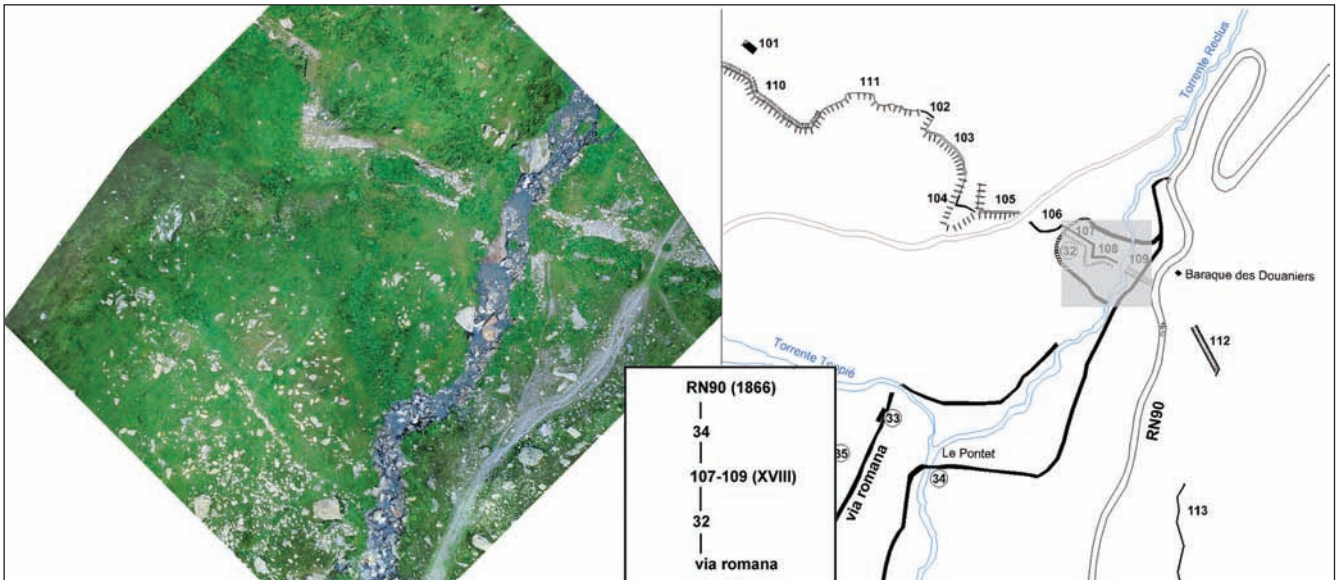 101
110
111
102
103
104
105
106
107
32
108
109
Torrente Reclus
Baraque des Douaniers
112
Torrente
33
35
via romana
Le Pontet
34
RN90
113
RN90 (1866)
34
107-109 (XVIII)
32
via romana